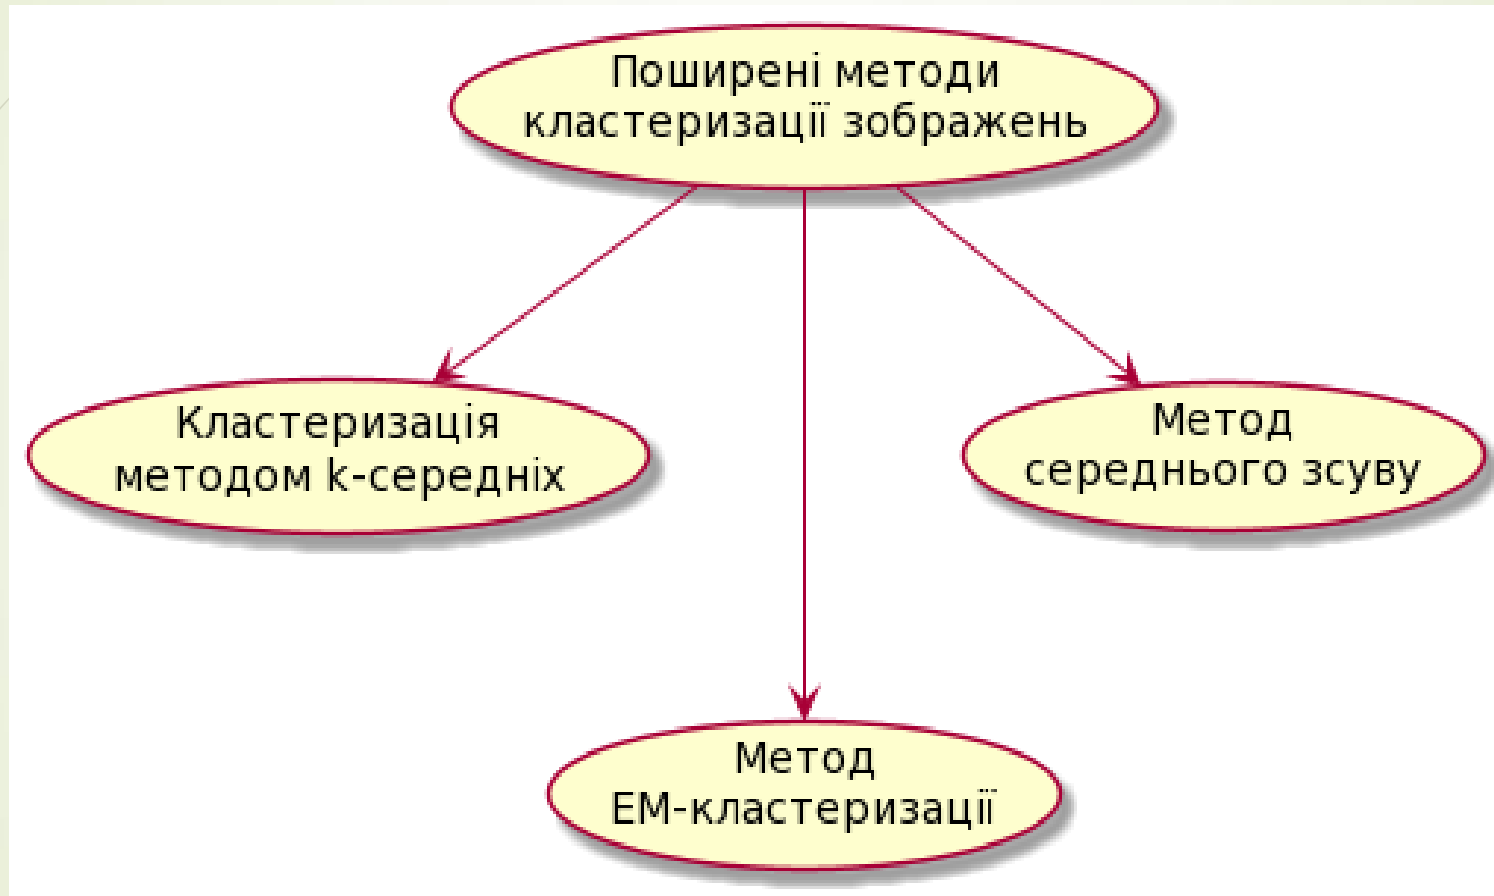 Поширені методи
кластеризації зображень
Кластеризація
методом k-середніх
Метод
середнього зсуву
Метод
ЕМ-кластеризації